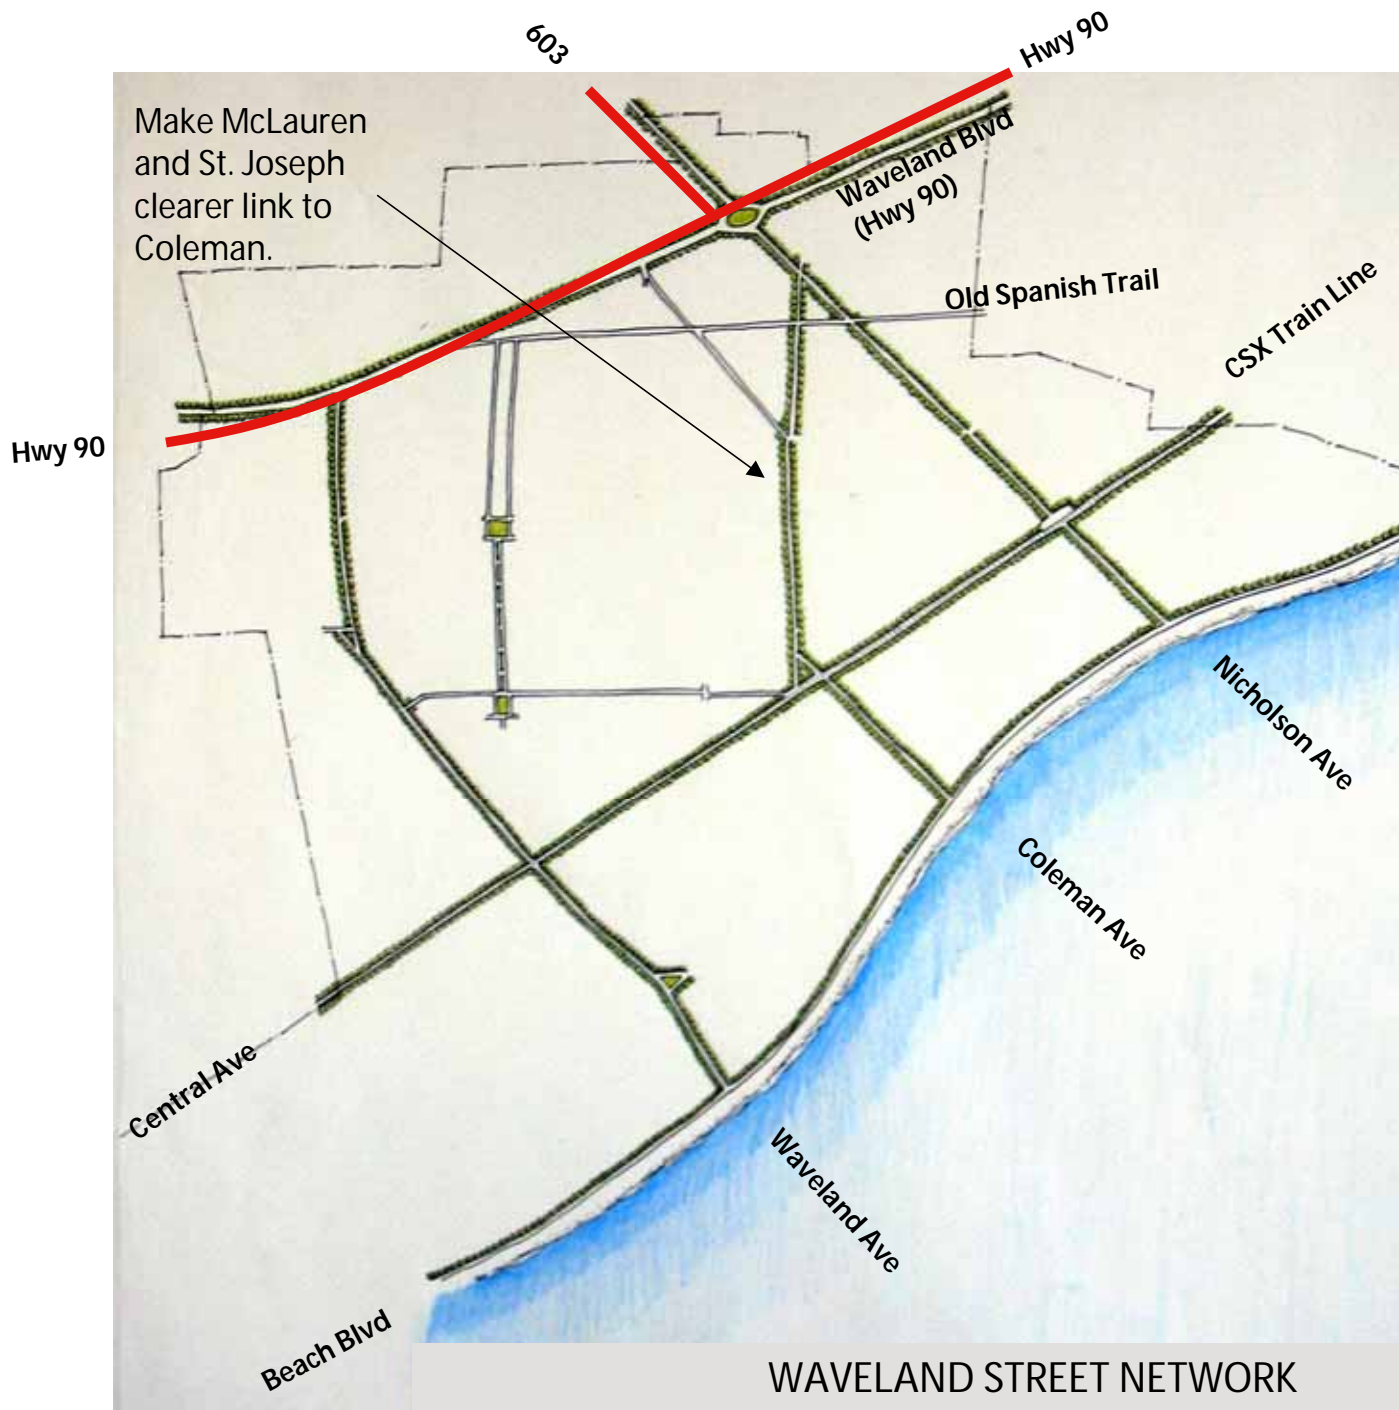 603
Hwy 90
Make McLauren
and St. Joseph
clearer link to
Coleman.
Waveland Blvd
(Hwy 90)
Old Spanish Trail
CSX Train Line
Hwy 90
Nicholson Ave
Coleman Ave
Central Ave
Waveland Ave
Beach Blvd
WAVELAND STREET NETWORK